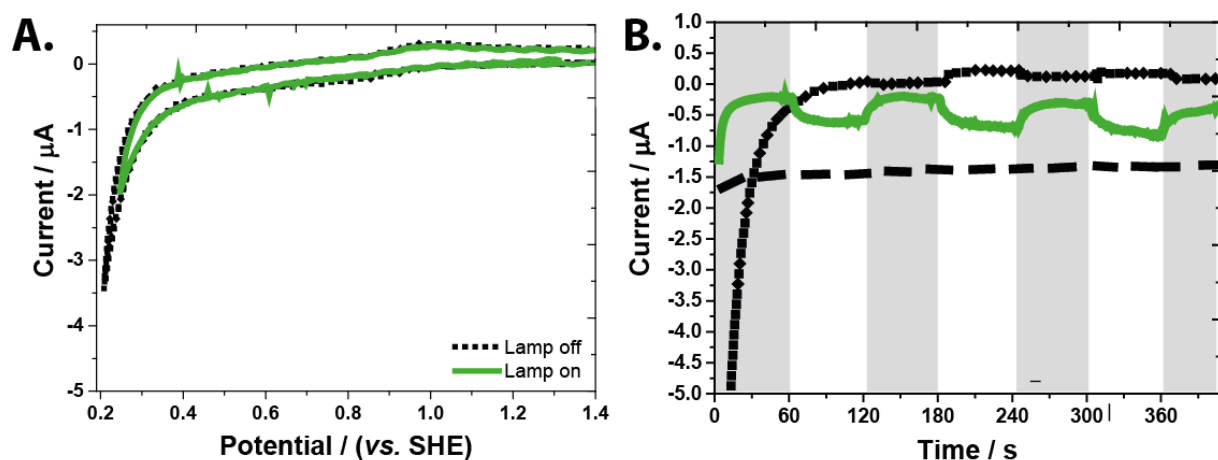 A.
0
-1
-2
-3
-4
-5
Current / μA
0.2 0.4 0.6 0.8 1.0 1.2 1.4
Potential / (vs. SHE)
Lamp off
Lamp on
B.
1.0
0.5
0.0
-0.5
-1.0
-1.5
-2.0
-2.5
-3.0
-3.5
-4.0
-4.5
-5.0
Current / μA
0 60 120 180 240 300 360
Time / s